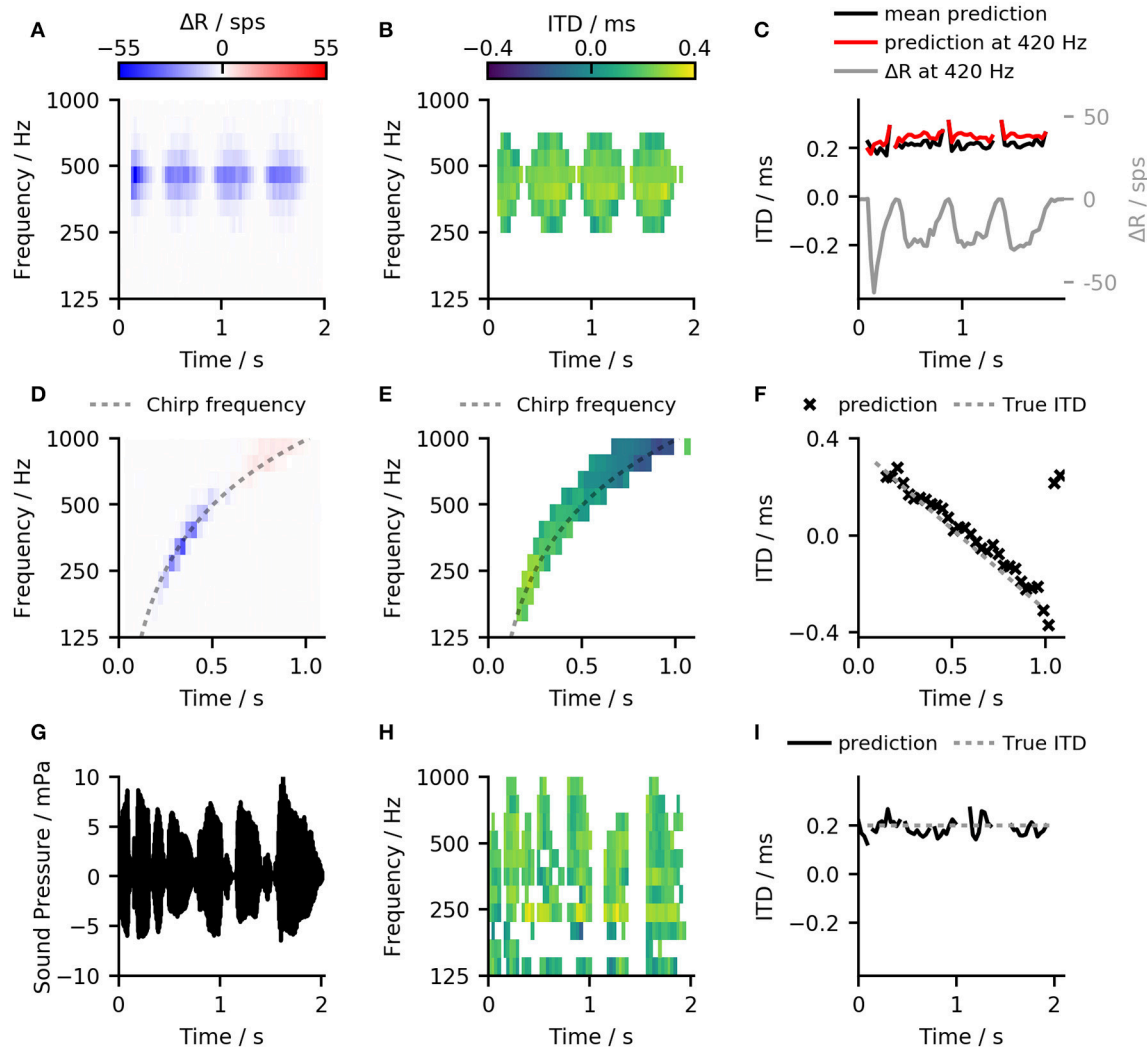 A
ΔR / sps
−55 0 55
1000
500
250
125
Frequency / Hz
0 1 2
Time / s
B
ITD / ms
−0.4 0.0 0.4
1000
500
250
125
Frequency / Hz
0 1 2
Time / s
C
mean prediction
prediction at 420 Hz
ΔR at 420 Hz
0.2
0.0
−0.2
ITD / ms
50
0
-50
ΔR / sps
0 1
Time / s
D
Chirp frequency
1000
500
250
125
Frequency / Hz
0.0 0.5 1.0
Time / s
E
Chirp frequency
1000
500
250
125
Frequency / Hz
0.0 0.5 1.0
Time / s
F
prediction True ITD
0.4
0.0
−0.4
ITD / ms
0.0 0.5 1.0
Time / s
G
10
5
0
−5
−10
Sound Pressure / mPa
0 1 2
Time / s
H
1000
500
250
125
Frequency / Hz
0 1 2
Time / s
I
prediction True ITD
0.2
0.0
−0.2
ITD / ms
0 1 2
Time / s